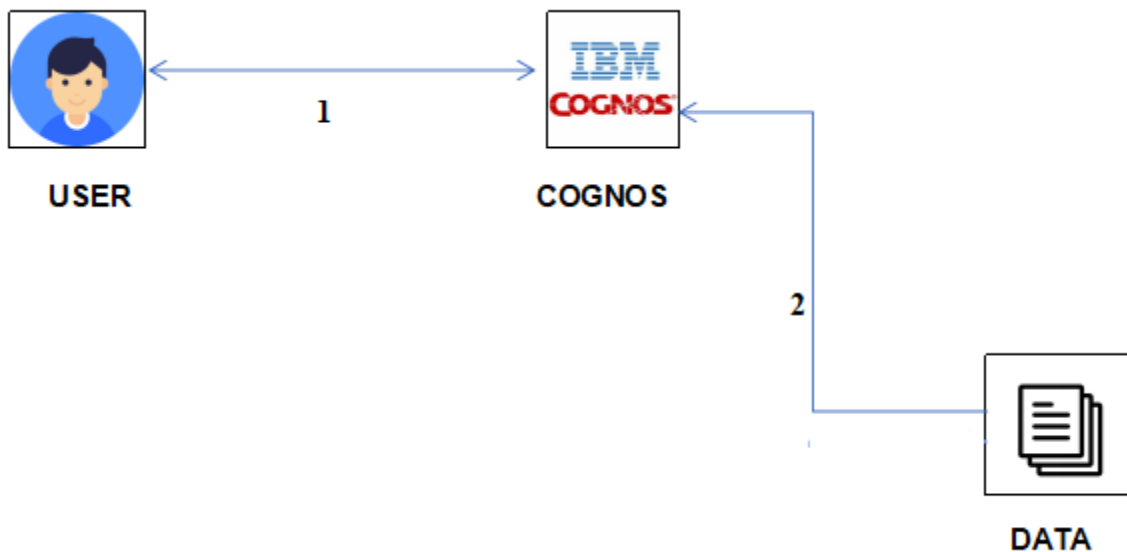 IBM
COGNOS
1
USER
COGNOS
2
DATA